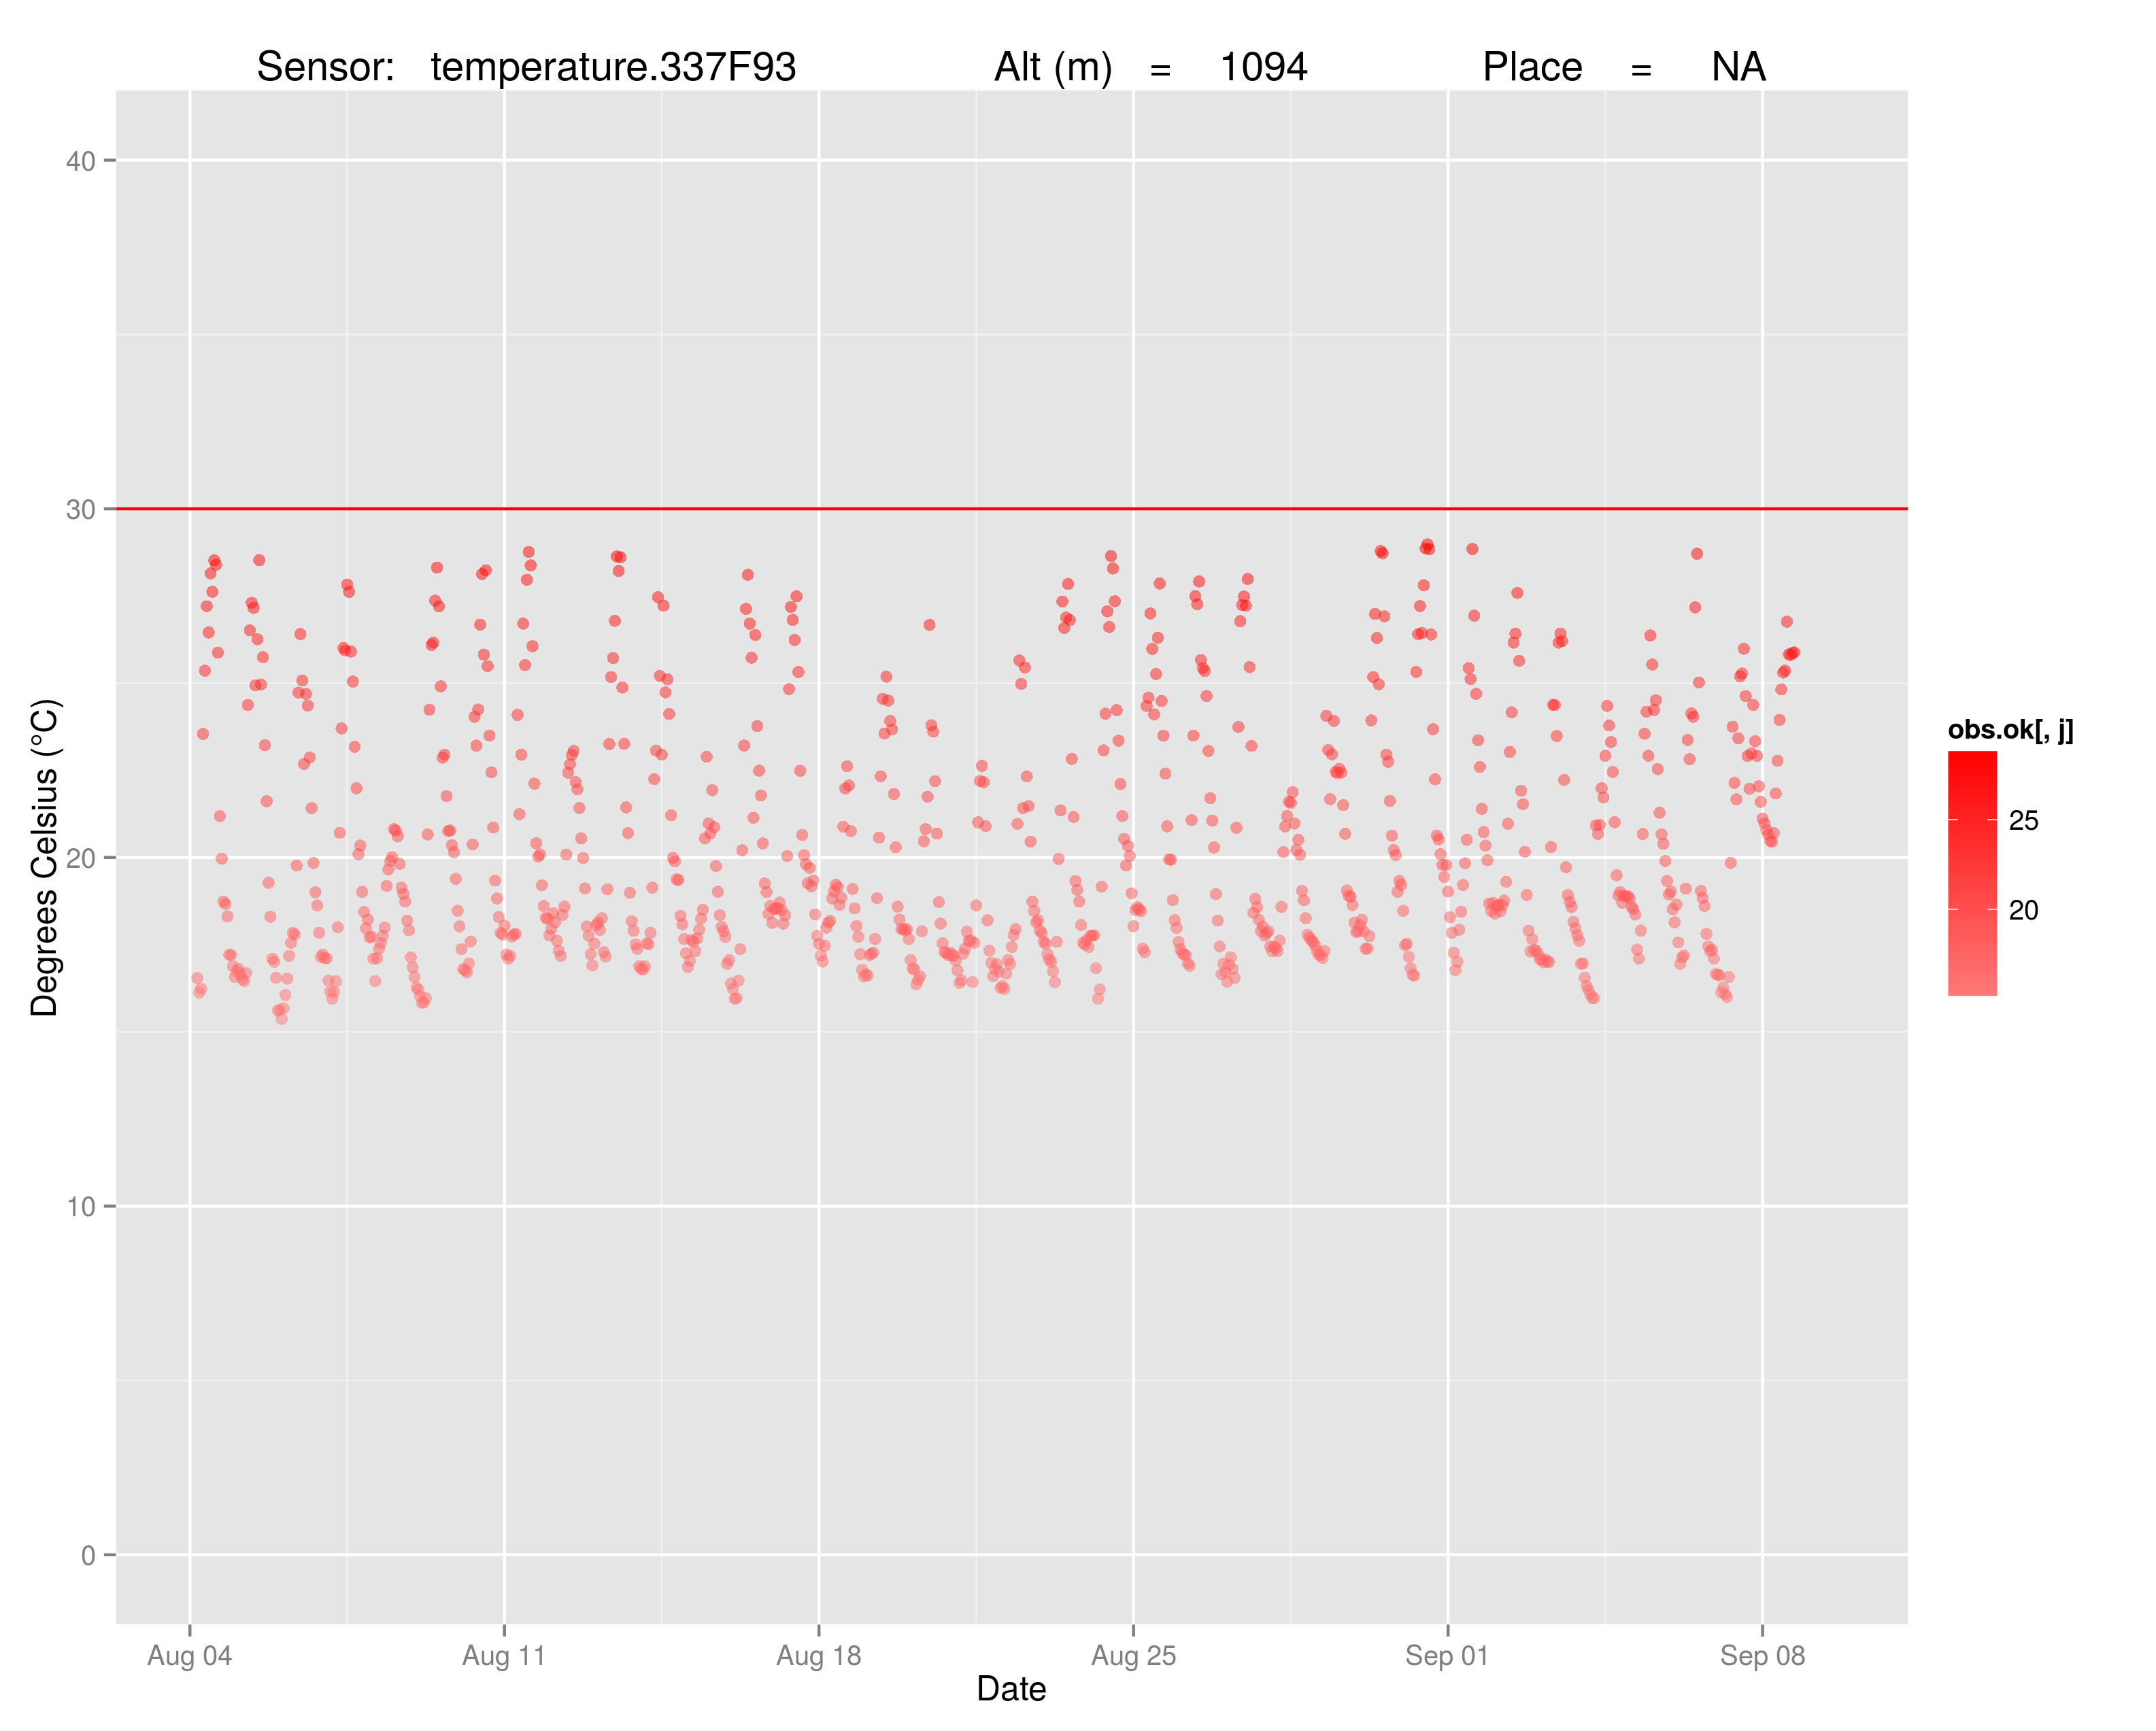 Sensor: temperature.337F93 Alt (m) = 1094 Place = NA
40
30
20
10
0
Degrees Celsius (°C)
Aug 04 Aug 11 Aug 18 Aug 25 Sep 01 Sep 08
Date
obs.ok[, j]
25
20